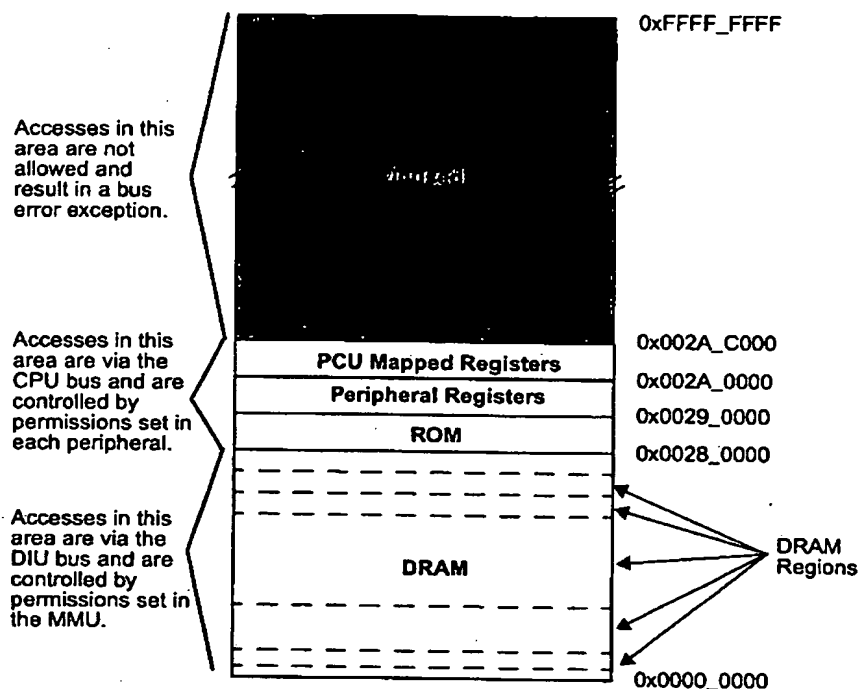 0xFFFF_FFFF
Accesses in this
area are not
allowed and
result in a bus
error exception.
0x002A_C000
Accesses in this
area are via the
CPU bus and are
controlled by
permissions set in
each peripheral.
PCU Mapped Registers
0x002A_0000
Peripheral Registers
0x0029_0000
ROM
0x0028_0000
Accesses in this
area are via the
DIU bus and are
controlled by
permissions set in
the MMU.
DRAM
DRAM
Regions
0x0000_0000